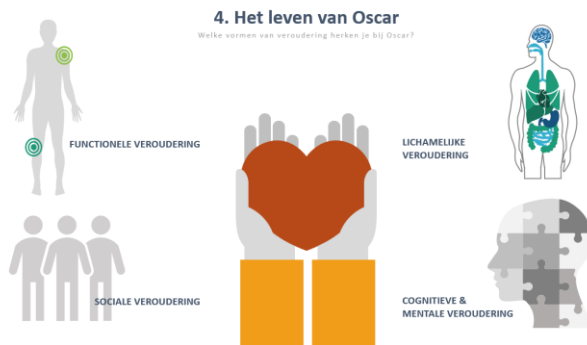 4. Het leven van Oscar
Welke vormen van veroudering herken je bij Oscar?
FUNCTIONELE VEROUDERING
LICHAMELIJKE
VEROUDERING
SOCIALE VEROUDERING
COGNITIEVE &
MENTALE VEROUDERING